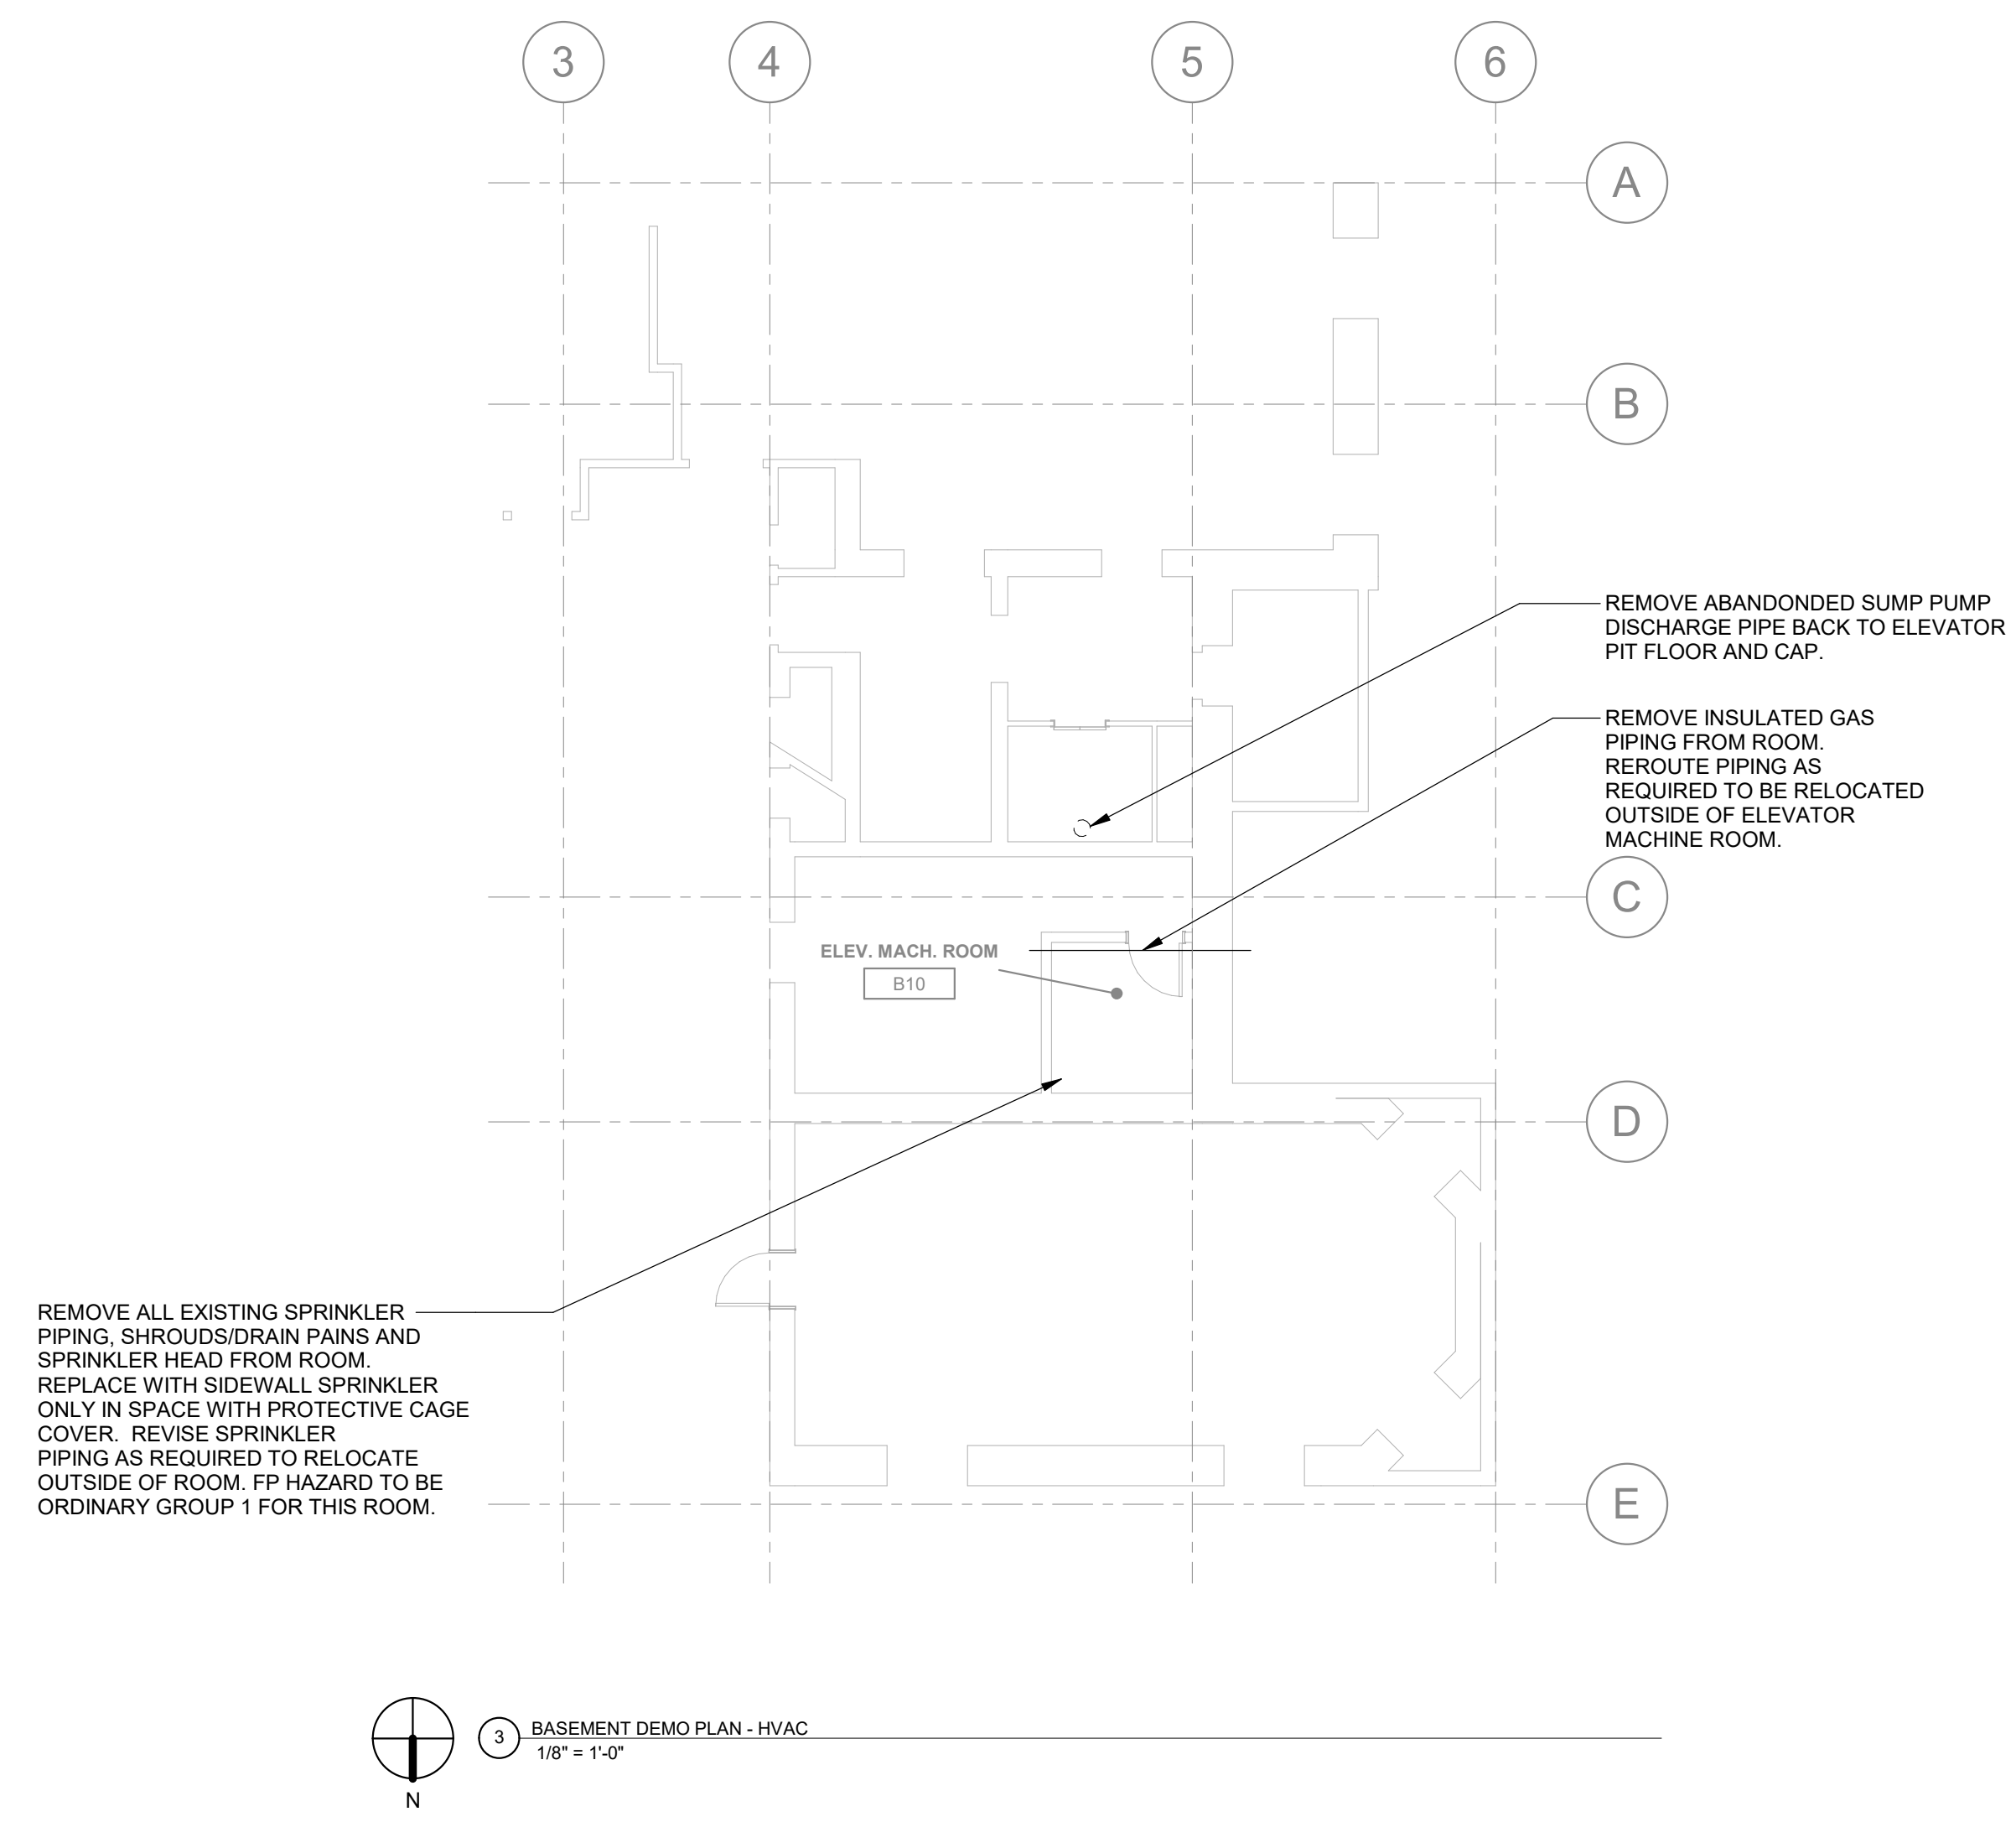 3
4
5
6
A
B
REMOVE ABANDONDED SUMP PUMP
DISCHARGE PIPE BACK TO ELEVATOR
PIT FLOOR AND CAP.
REMOVE INSULATED GAS
PIPING FROM ROOM.
REROUTE PIPING AS
REQUIRED TO BE RELOCATED
OUTSIDE OF ELEVATOR
MACHINE ROOM.
C
ELEV. MACH. ROOM
B10
D
REMOVE ALL EXISTING SPRINKLER
PIPING, SHROUDS/DRAIN PAINS AND
SPRINKLER HEAD FROM ROOM.
REPLACE WITH SIDEWALL SPRINKLER
ONLY IN SPACE WITH PROTECTIVE CAGE
COVER.  REVISE SPRINKLER
PIPING AS REQUIRED TO RELOCATE
OUTSIDE OF ROOM. FP HAZARD TO BE
ORDINARY GROUP 1 FOR THIS ROOM.
E
3
BASEMENT DEMO PLAN - HVAC
1/8" = 1'-0"
N